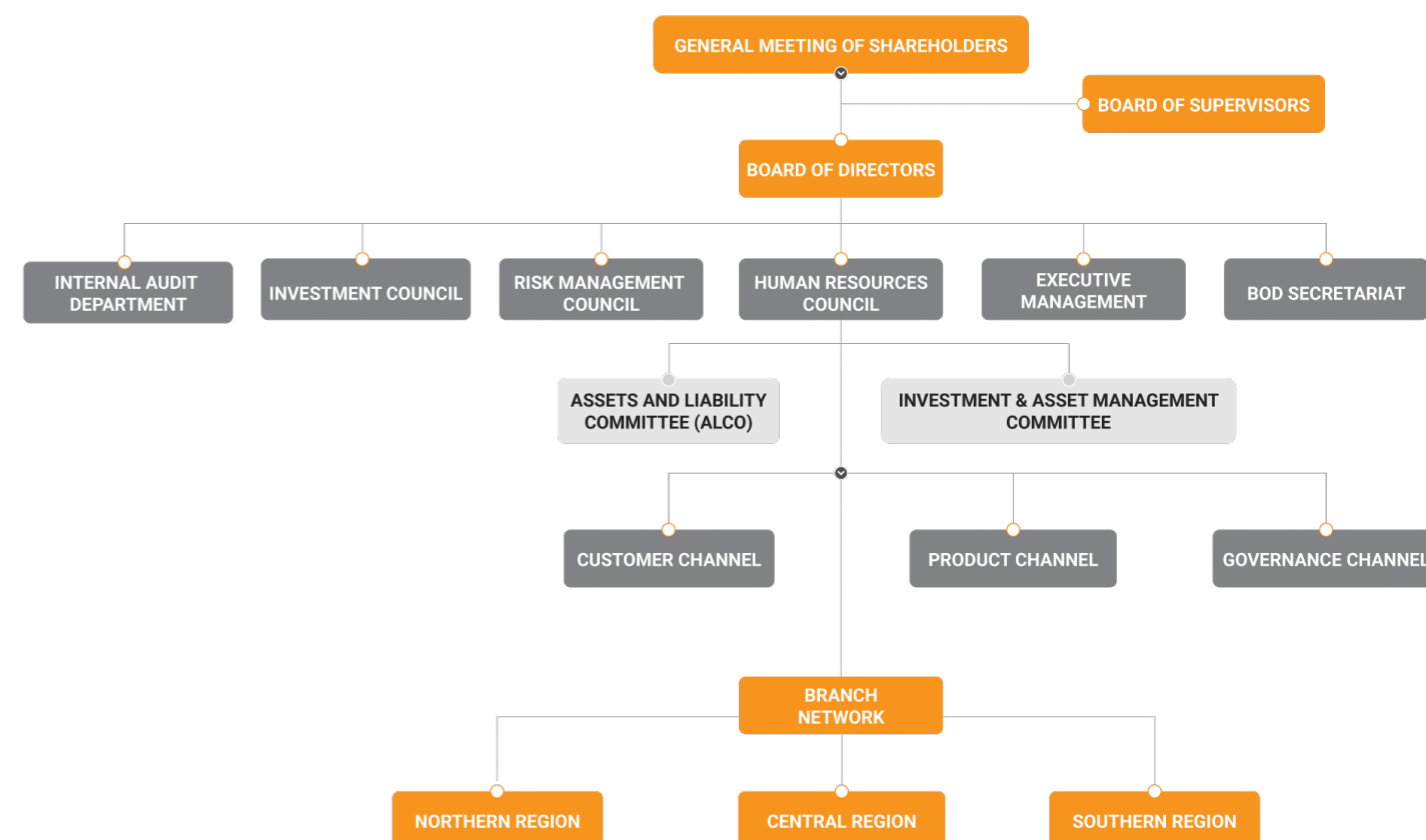 GENERAL MEETING OF SHAREHOLDERS
BOARD OF SUPERVISORS
BOARD OF DIRECTORS
INTERNAL AUDIT
DEPARTMENT
INVESTMENT COUNCIL
RISK MANAGEMENT
COUNCIL
HUMAN RESOURCES
COUNCIL
EXECUTIVE
MANAGEMENT
BOD SECRETARIAT
ASSETS AND LIABILITY
COMMITTEE (ALCO)
INVESTMENT & ASSET MANAGEMENT
COMMITTEE
CUSTOMER CHANNEL
PRODUCT CHANNEL
GOVERNANCE CHANNEL
BRANCH
NETWORK
NORTHERN REGION
CENTRAL REGION
SOUTHERN REGION